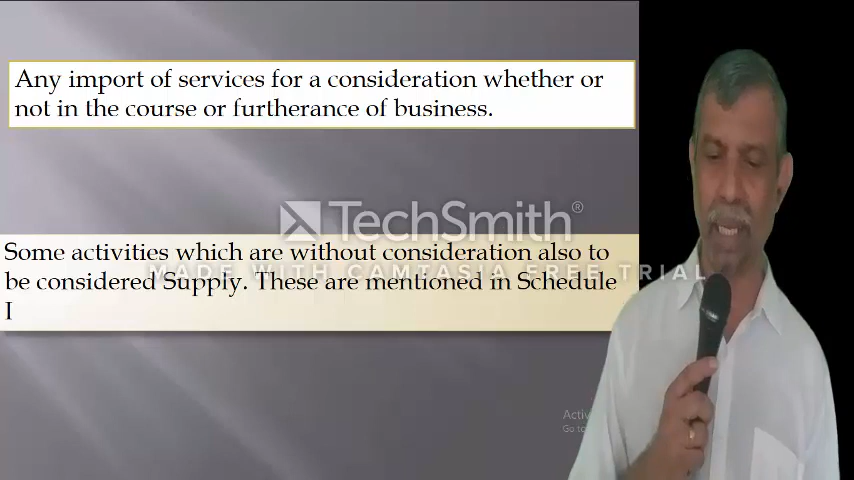 Any import of services for a consideration whether or
not in the course or furtherance of business.
TechSmith®
Some activities which are without consideration also to
MADE WITH CAMTASIA FREE TRIAL
be considered Supply. These are mentioned in Schedule
I
Go to